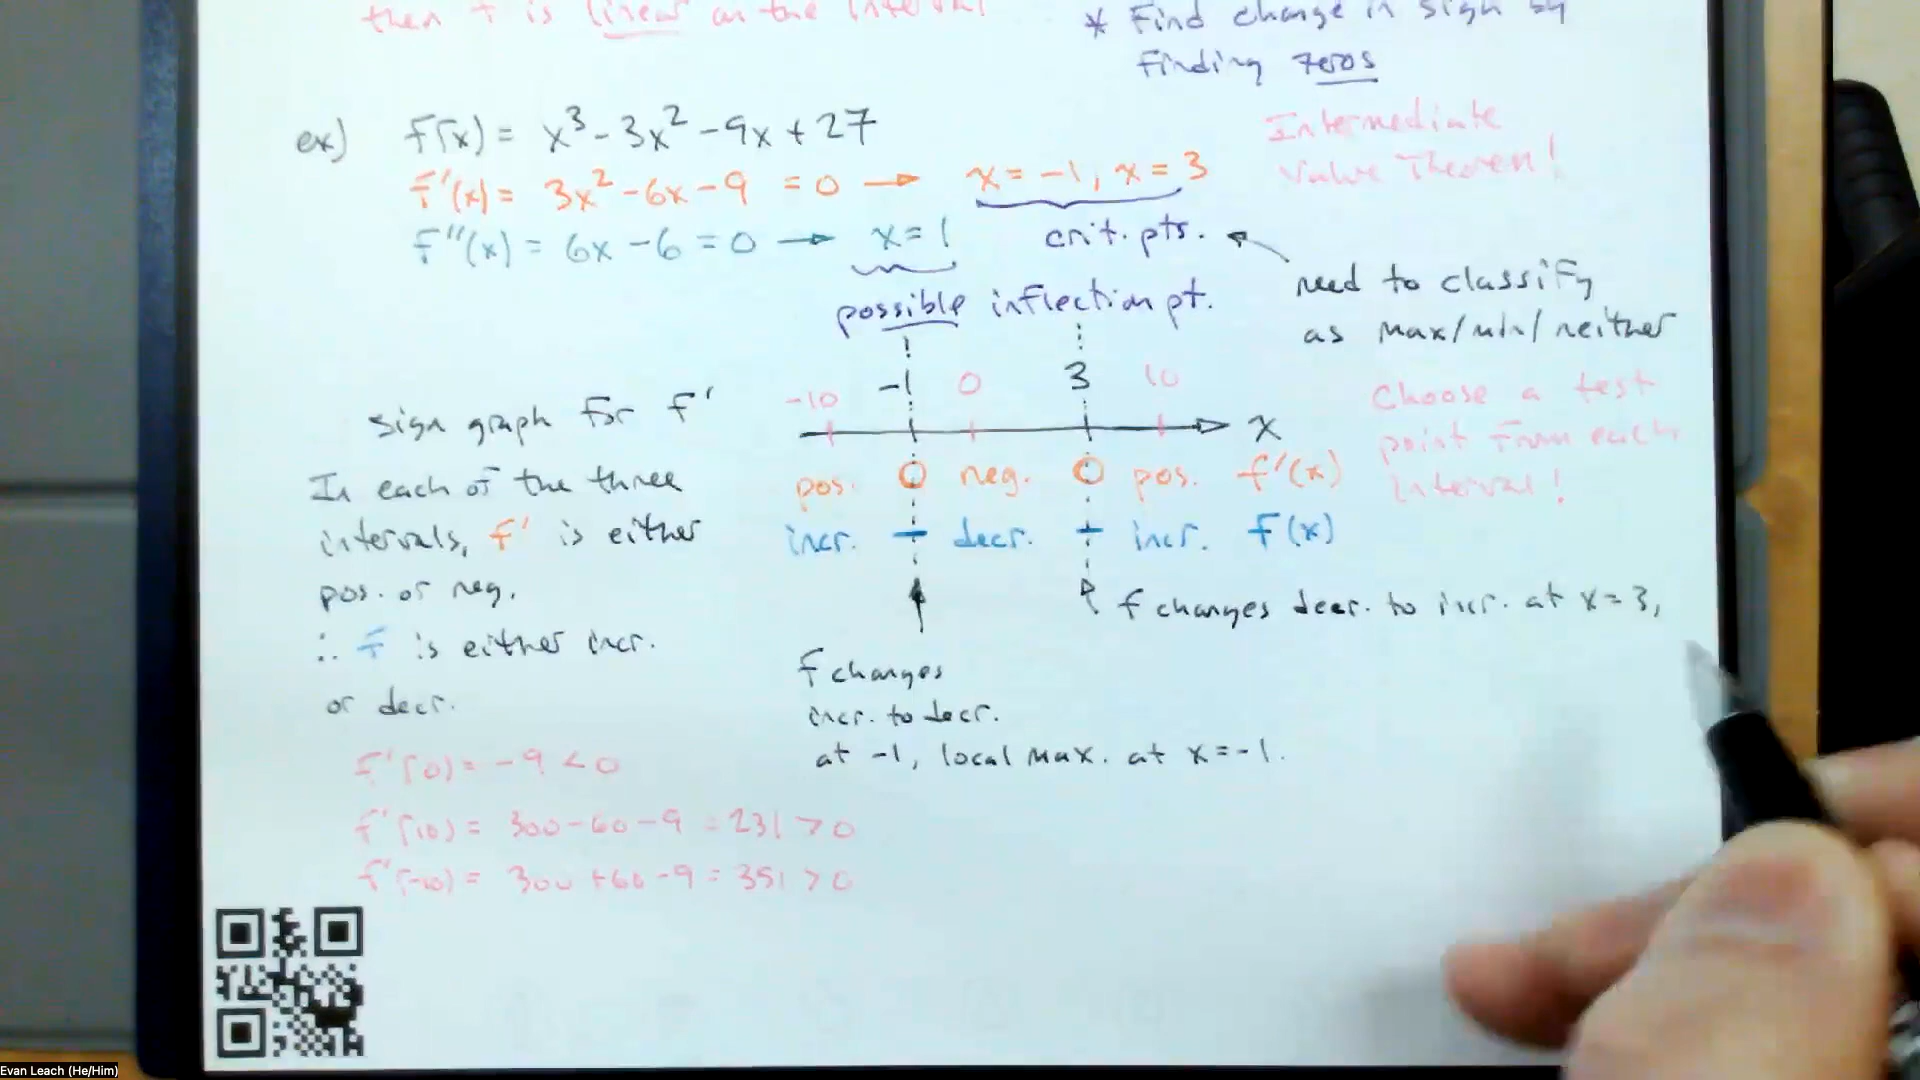 then f is linear on the interval
* Find change in sign by
finding zeros
Intermediate
Value Theorem!
ex) f(x) = x³ - 3x² - 9x + 27
f'(x) = 3x² - 6x - 9 = 0 → x = -1, x = 3
f''(x) = 6x - 6 = 0 → x = 1
crit. pts.
possible inflection pt.
need to classify
as max/min/neither
sign graph for f'
-10 -1 0 3 10
x
pos. 0 neg. 0 pos. f'(x)
incr. decr. incr. f(x)
Choose a test
point from each
interval!
In each of the three
intervals, f' is either
pos. or neg.
∴ f is either incr.
or decr.
f changes decr. to incr. at x = 3,
f changes
incr. to decr.
at -1, local max. at x = -1.
f'(0) = -9 < 0
f'(10) = 300 - 60 - 9 = 231 > 0
f'(-10) = 300 + 60 - 9 = 351 > 0
Evan Leach (He/Him)